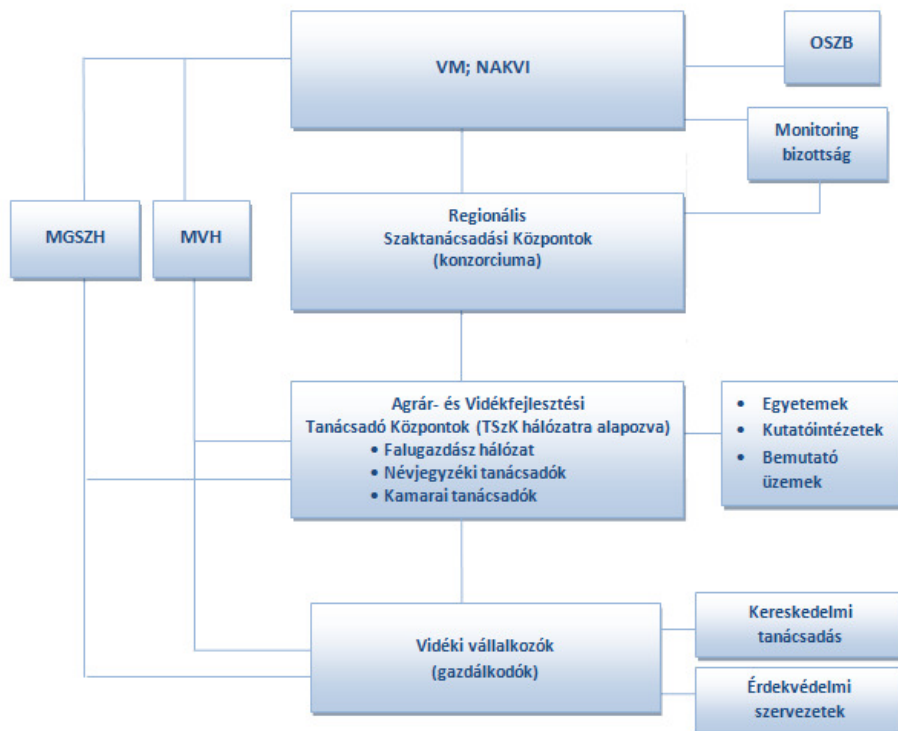 VM; NAKVI
OSZB
Monitoring
bizottság
MGSZH
MVH
Regionális
Szaktanácsadási Központok
(konzorciuma)
Agrár- és Vidékfejlesztési
Tanácsadó Központok (TSzK hálózatra alapozva)
• Falugazdász hálózat
• Névjegyzéki tanácsadók
• Kamarai tanácsadók
• Egyetemek
• Kutatóintézetek
• Bemutató
üzemek
Vidéki vállalkozók
(gazdálkodók)
Kereskedelmi
tanácsadás
Érdekvédelmi
szervezetek